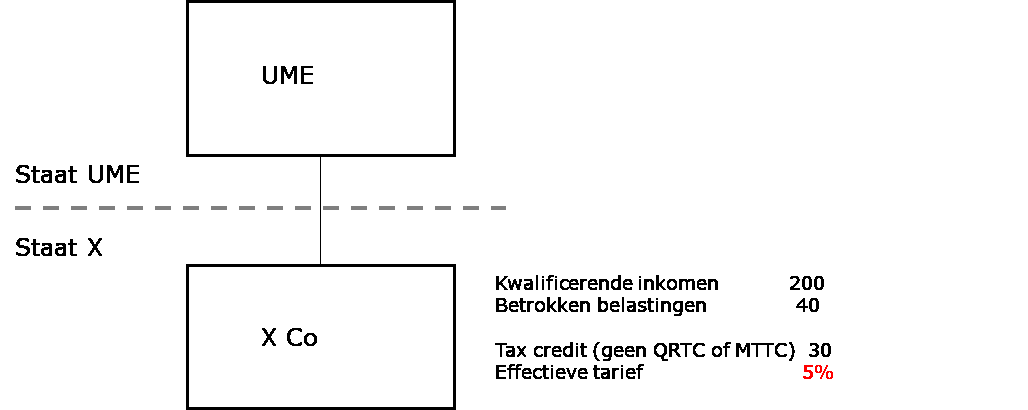 UME
Staat UME
Staat X
X Co
Kwalificerende inkomen 200
Betrokken belastingen 40
Tax credit (geen QRTC of MTTC) 30
Effectieve tarief 5%